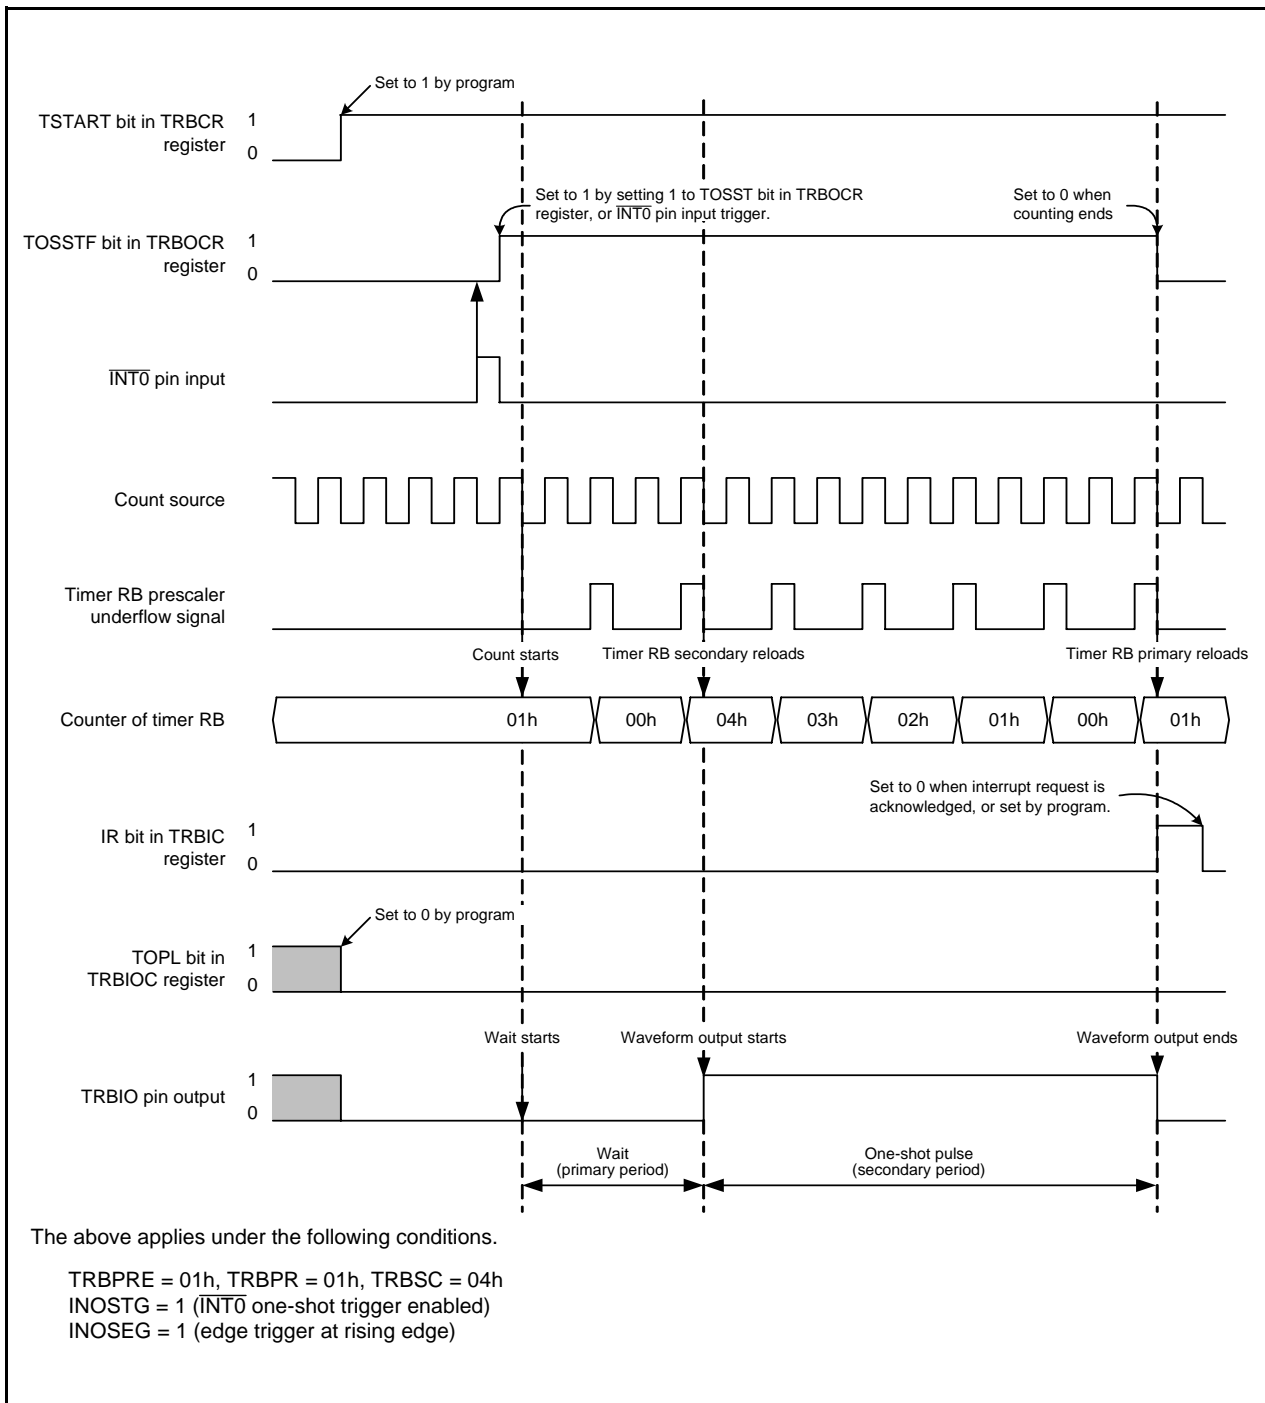 Set to 1 by program
TSTART bit in TRBCR
register
1
0
Set to 1 by setting 1 to TOSST bit in TRBOCR
register, or INT0 pin input trigger.
Set to 0 when
counting ends
TOSSTF bit in TRBOCR
register
1
0
INT0 pin input
Count source
Timer RB prescaler
underflow signal
Count starts
Timer RB secondary reloads
Timer RB primary reloads
Counter of timer RB
01h 00h 04h 03h 02h 01h 00h 01h
Set to 0 when interrupt request is
acknowledged, or set by program.
IR bit in TRBIC
register
1
0
Set to 0 by program
TOPL bit in
TRBIOC register
1
0
Wait starts
Waveform output starts
Waveform output ends
TRBIO pin output
1
0
Wait
(primary period)
One-shot pulse
(secondary period)
The above applies under the following conditions.
TRBPRE = 01h, TRBPR = 01h, TRBSC = 04h
INOSTG = 1 (INT0 one-shot trigger enabled)
INOSEG = 1 (edge trigger at rising edge)